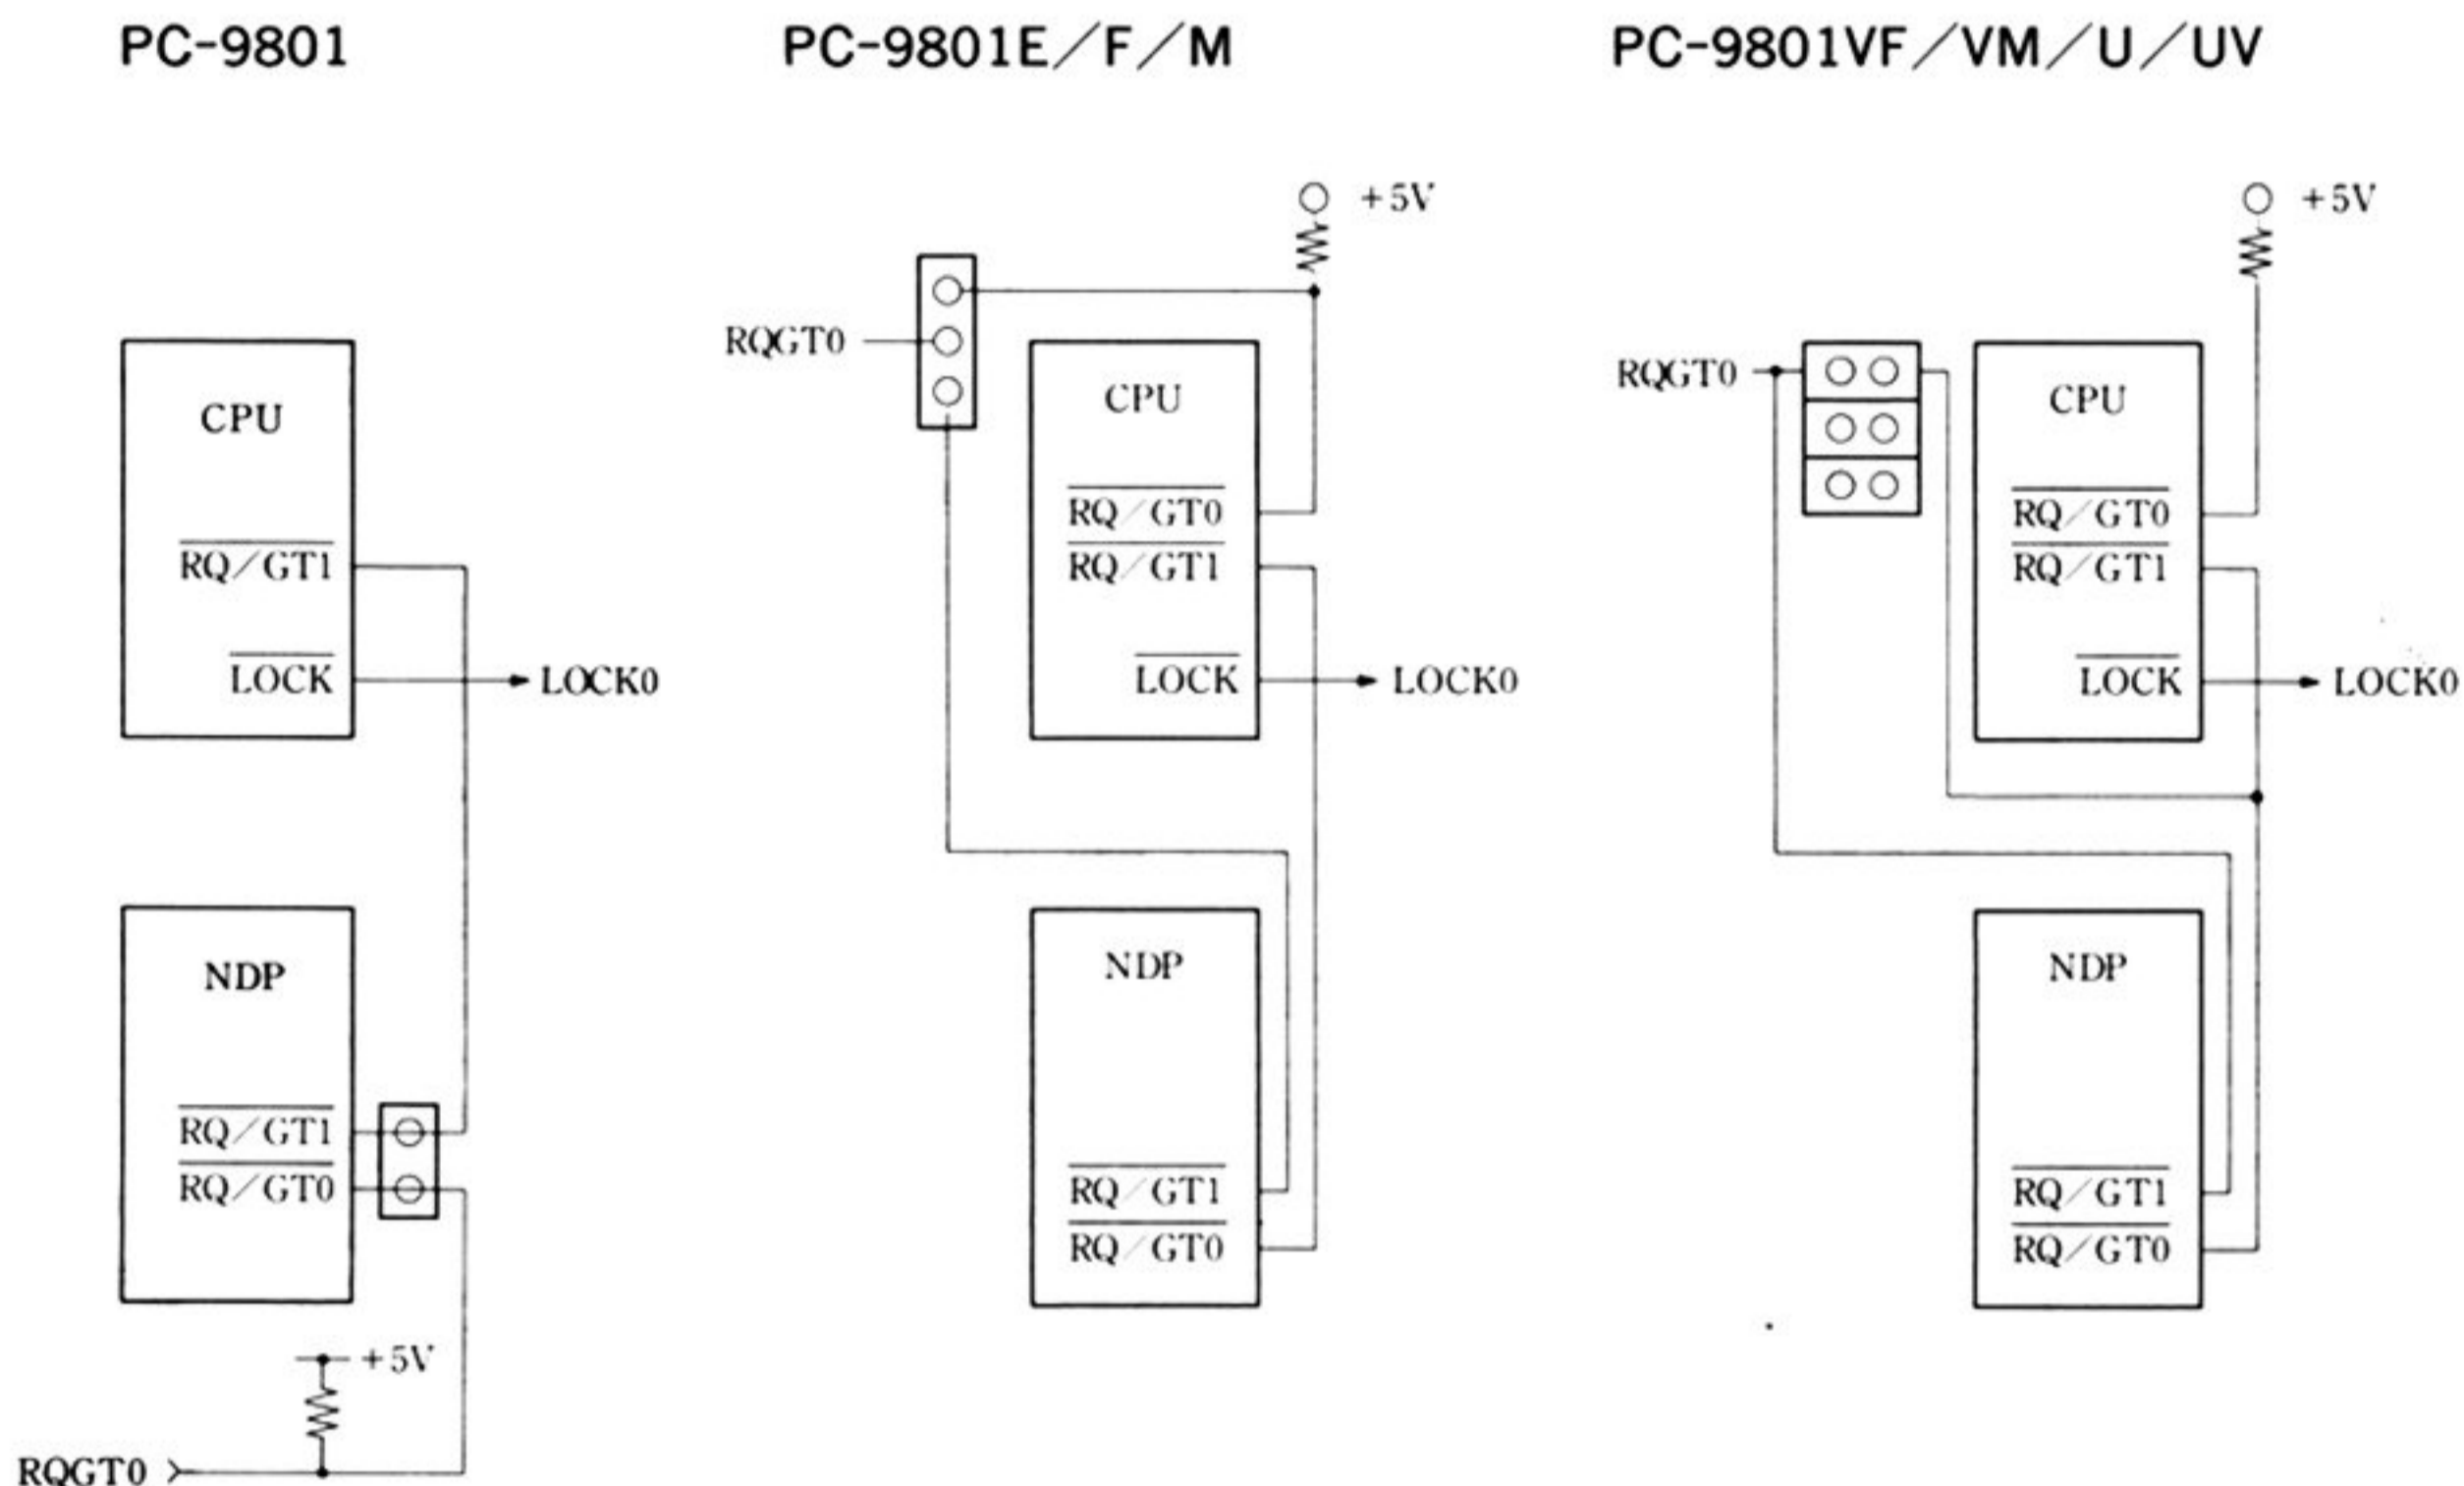 PC-9801
CPU
RQ/GT1
LOCK
LOCK0
NDP
RQ/GT1
RQ/GT0
+5V
RQGT0
PC-9801E/F/M
+5V
RQGT0
CPU
RQ/GT0
RQ/GT1
LOCK
LOCK0
NDP
RQ/GT1
RQ/GT0
PC-9801VF/VM/U/UV
+5V
RQGT0
CPU
RQ/GT0
RQ/GT1
LOCK
LOCK0
NDP
RQ/GT1
RQ/GT0